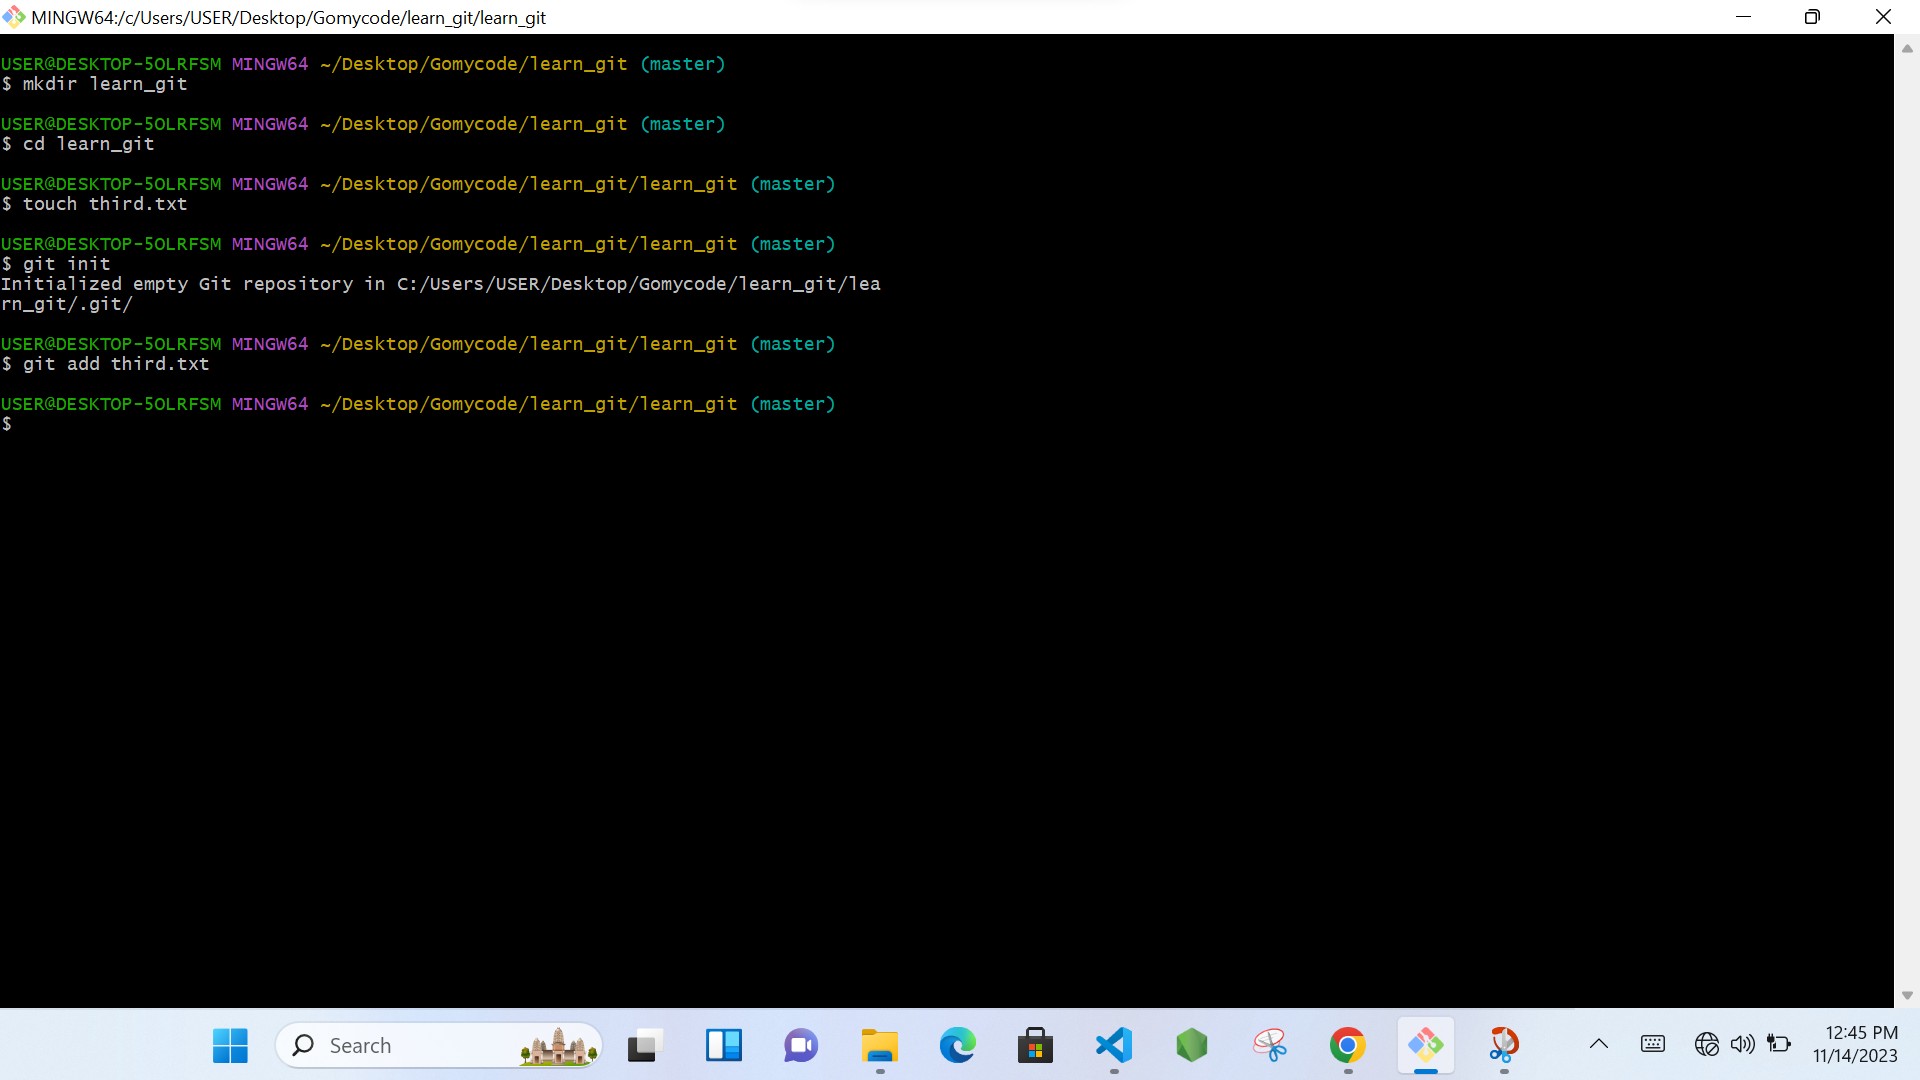 MINGW64:/c/Users/USER/Desktop/Gomycode/learn_git/learn_git
USER@DESKTOP-5OLRFSM MINGW64 ~/Desktop/Gomycode/learn_git (master)
$ mkdir learn_git
USER@DESKTOP-5OLRFSM MINGW64 ~/Desktop/Gomycode/learn_git (master)
$ cd learn_git
USER@DESKTOP-5OLRFSM MINGW64 ~/Desktop/Gomycode/learn_git/learn_git (master)
$ touch third.txt
USER@DESKTOP-5OLRFSM MINGW64 ~/Desktop/Gomycode/learn_git/learn_git (master)
$ git init
Initialized empty Git repository in C:/Users/USER/Desktop/Gomycode/learn_git/lea
rn_git/.git/
USER@DESKTOP-5OLRFSM MINGW64 ~/Desktop/Gomycode/learn_git/learn_git (master)
$ git add third.txt
USER@DESKTOP-5OLRFSM MINGW64 ~/Desktop/Gomycode/learn_git/learn_git (master)
$
Search
12:45 PM
11/14/2023